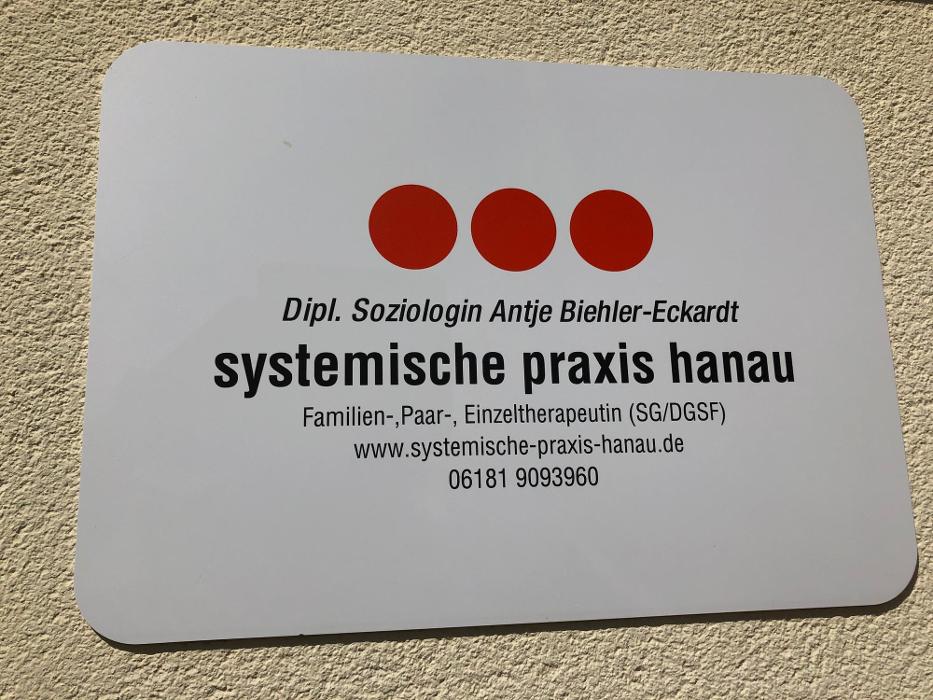 Dipl. Soziologin Antje Biehler-Eckardt
systemische praxis hanau
Familien-,Paar-, Einzeltherapeutin (SG/DGSF)
www.systemische-praxis-hanau.de
06181 9093960